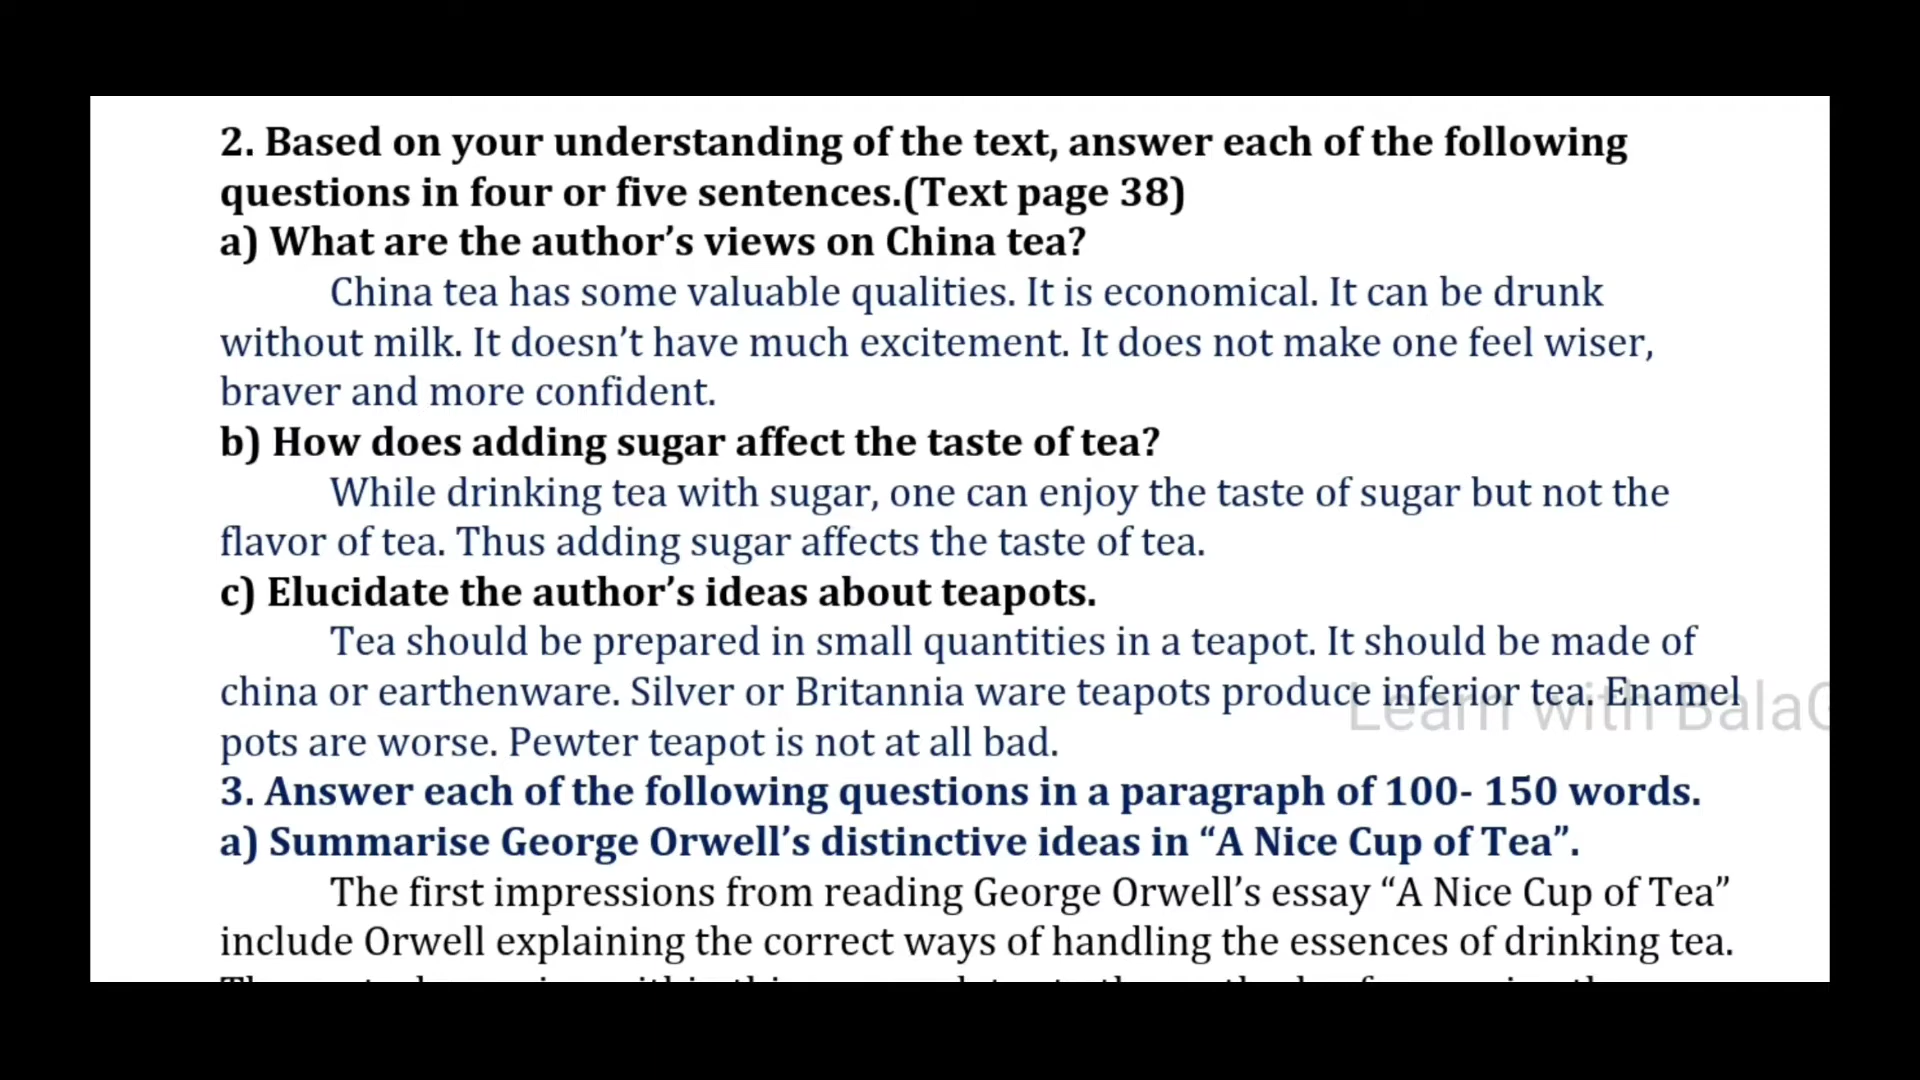 2. Based on your understanding of the text, answer each of the following
questions in four or five sentences.(Text page 38)
a) What are the author’s views on China tea?
China tea has some valuable qualities. It is economical. It can be drunk
without milk. It doesn’t have much excitement. It does not make one feel wiser,
braver and more confident.
b) How does adding sugar affect the taste of tea?
While drinking tea with sugar, one can enjoy the taste of sugar but not the
flavor of tea. Thus adding sugar affects the taste of tea.
c) Elucidate the author’s ideas about teapots.
Tea should be prepared in small quantities in a teapot. It should be made of
china or earthenware. Silver or Britannia ware teapots produce inferior tea. Enamel
Learn with BalaG
pots are worse. Pewter teapot is not at all bad.
3. Answer each of the following questions in a paragraph of 100- 150 words.
a) Summarise George Orwell’s distinctive ideas in “A Nice Cup of Tea”.
The first impressions from reading George Orwell’s essay “A Nice Cup of Tea”
include Orwell explaining the correct ways of handling the essences of drinking tea.